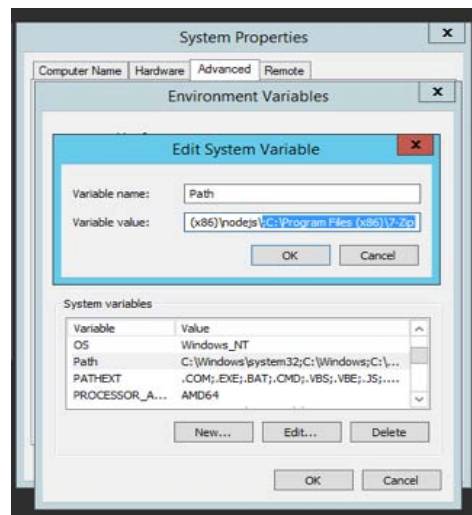 System Properties
x
Computer Name Hardware Advanced Remote
Environment Variables
x
Edit System Variable
x
Variable name: Path
Variable value: (x86)\nodejs\;C:\Program Files (x86)\7-Zip
OK Cancel
System variables
Variable Value
OS Windows_NT
Path C:\Windows\system32;C:\Windows;C:\...
PATHEXT .COM;.EXE;.BAT;.CMD;.VBS;.VBE;.JS;....
PROCESSOR_A... AMD64
New... Edit... Delete
OK Cancel